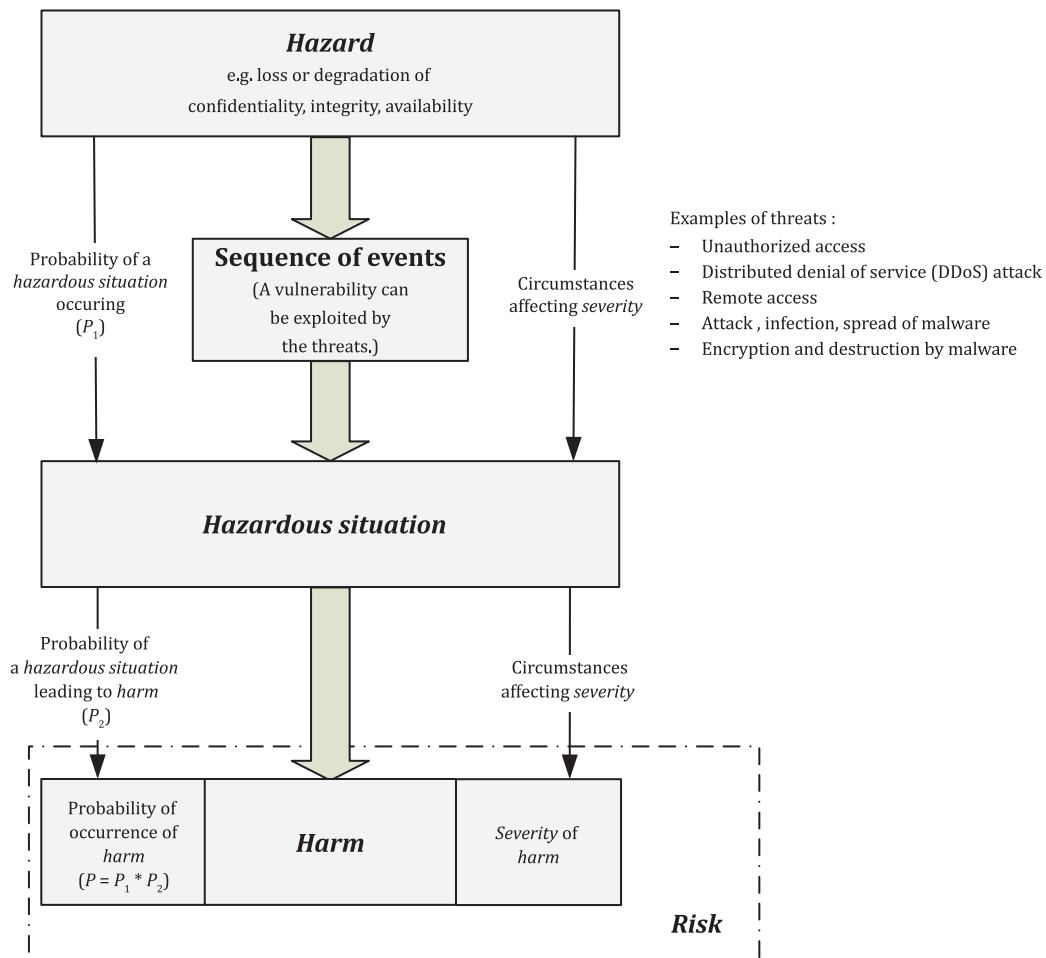 Hazard
e.g. loss or degradation of
confidentiality, integrity, availability
Probability of a
hazardous situation
occuring
(P1)
Sequence of events
(A vulnerability can
be exploited by
the threats.)
Circumstances
affecting severity
Examples of threats :
– Unauthorized access
– Distributed denial of service (DDoS) attack
– Remote access
– Attack , infection, spread of malware
– Encryption and destruction by malware
Hazardous situation
Probability of
a hazardous situation
leading to harm
(P2)
Circumstances
affecting severity
Probability of
occurrence of
harm
(P = P1 * P2)
Harm
Severity of
harm
Risk